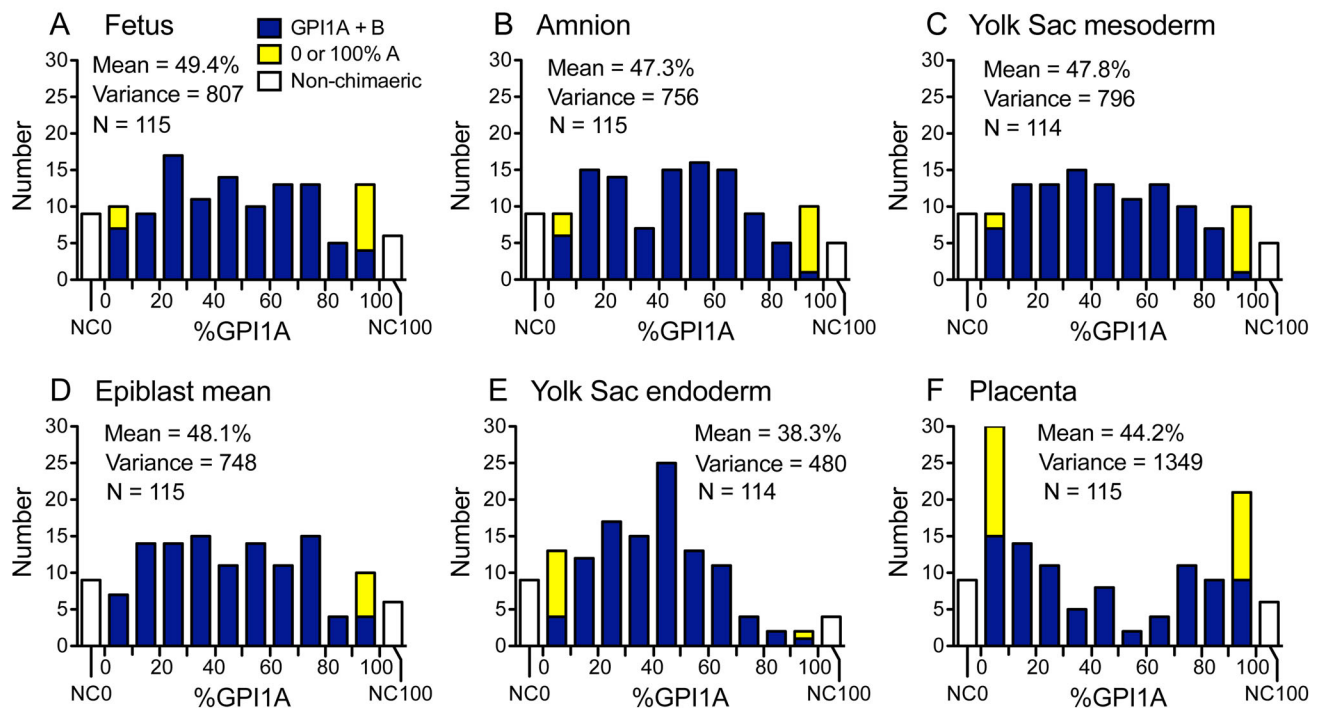 A Fetus
GPI1A + B
0 or 100% A
Non-chimaeric
Mean = 49.4%
Variance = 807
N = 115
Number
30
25
20
15
10
5
0
0 20 40 60 80 100
NC0 %GPI1A NC100
B Amnion
Mean = 47.3%
Variance = 756
N = 115
Number
30
25
20
15
10
5
0
0 20 40 60 80 100
NC0 %GPI1A NC100
C Yolk Sac mesoderm
Mean = 47.8%
Variance = 796
N = 114
Number
30
25
20
15
10
5
0
0 20 40 60 80 100
NC0 %GPI1A NC100
D Epiblast mean
Mean = 48.1%
Variance = 748
N = 115
Number
30
25
20
15
10
5
0
0 20 40 60 80 100
NC0 %GPI1A NC100
E Yolk Sac endoderm
Mean = 38.3%
Variance = 480
N = 114
Number
30
25
20
15
10
5
0
0 20 40 60 80 100
NC0 %GPI1A NC100
F Placenta
Mean = 44.2%
Variance = 1349
N = 115
Number
30
25
20
15
10
5
0
0 20 40 60 80 100
NC0 %GPI1A NC100